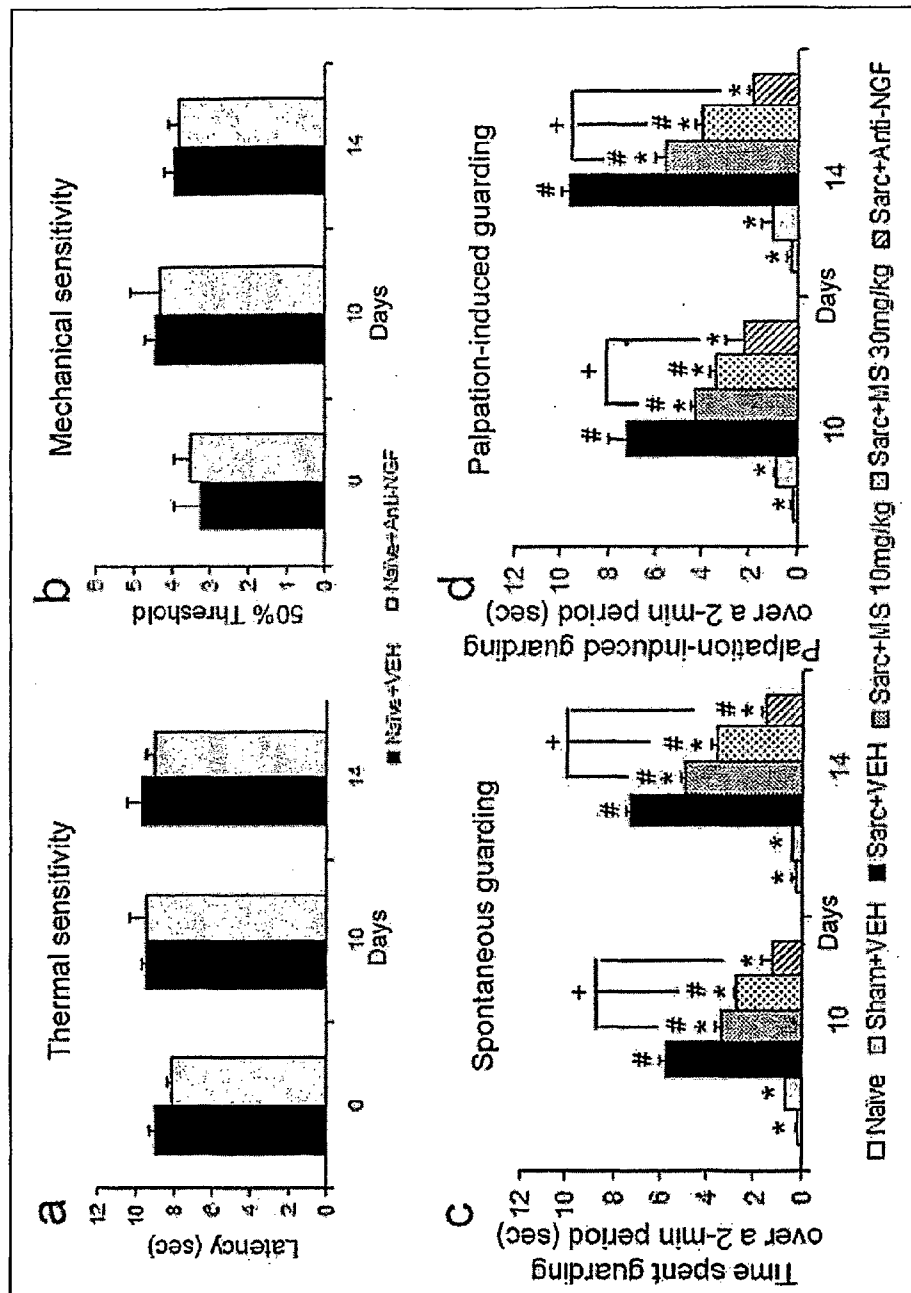 a
Thermal sensitivity
Latency (sec)
12
10
8
6
4
2
0
0
10
14
Days
b
Mechanical sensitivity
50% Threshold
6
5
4
3
2
1
0
0
10
14
Days
■ Naïve+VEH □ Naïve+Anti-NGF
c
Spontaneous guarding
Time spent guarding
over a 2-min period (sec)
12
10
8
6
4
2
0
* * # # * # * * +
* * # # * # * # * +
10
14
Days
d
Palpation-induced guarding
Palpation-induced guarding
over a 2-min period (sec)
12
10
8
6
4
2
0
* * # # * # * * +
* * # # * # * * +
10
14
Days
□ Naïve □ Sham+VEH ■ Sarc+VEH □ Sarc+MS 10mg/kg □ Sarc+MS 30mg/kg □ Sarc+Anti-NGF